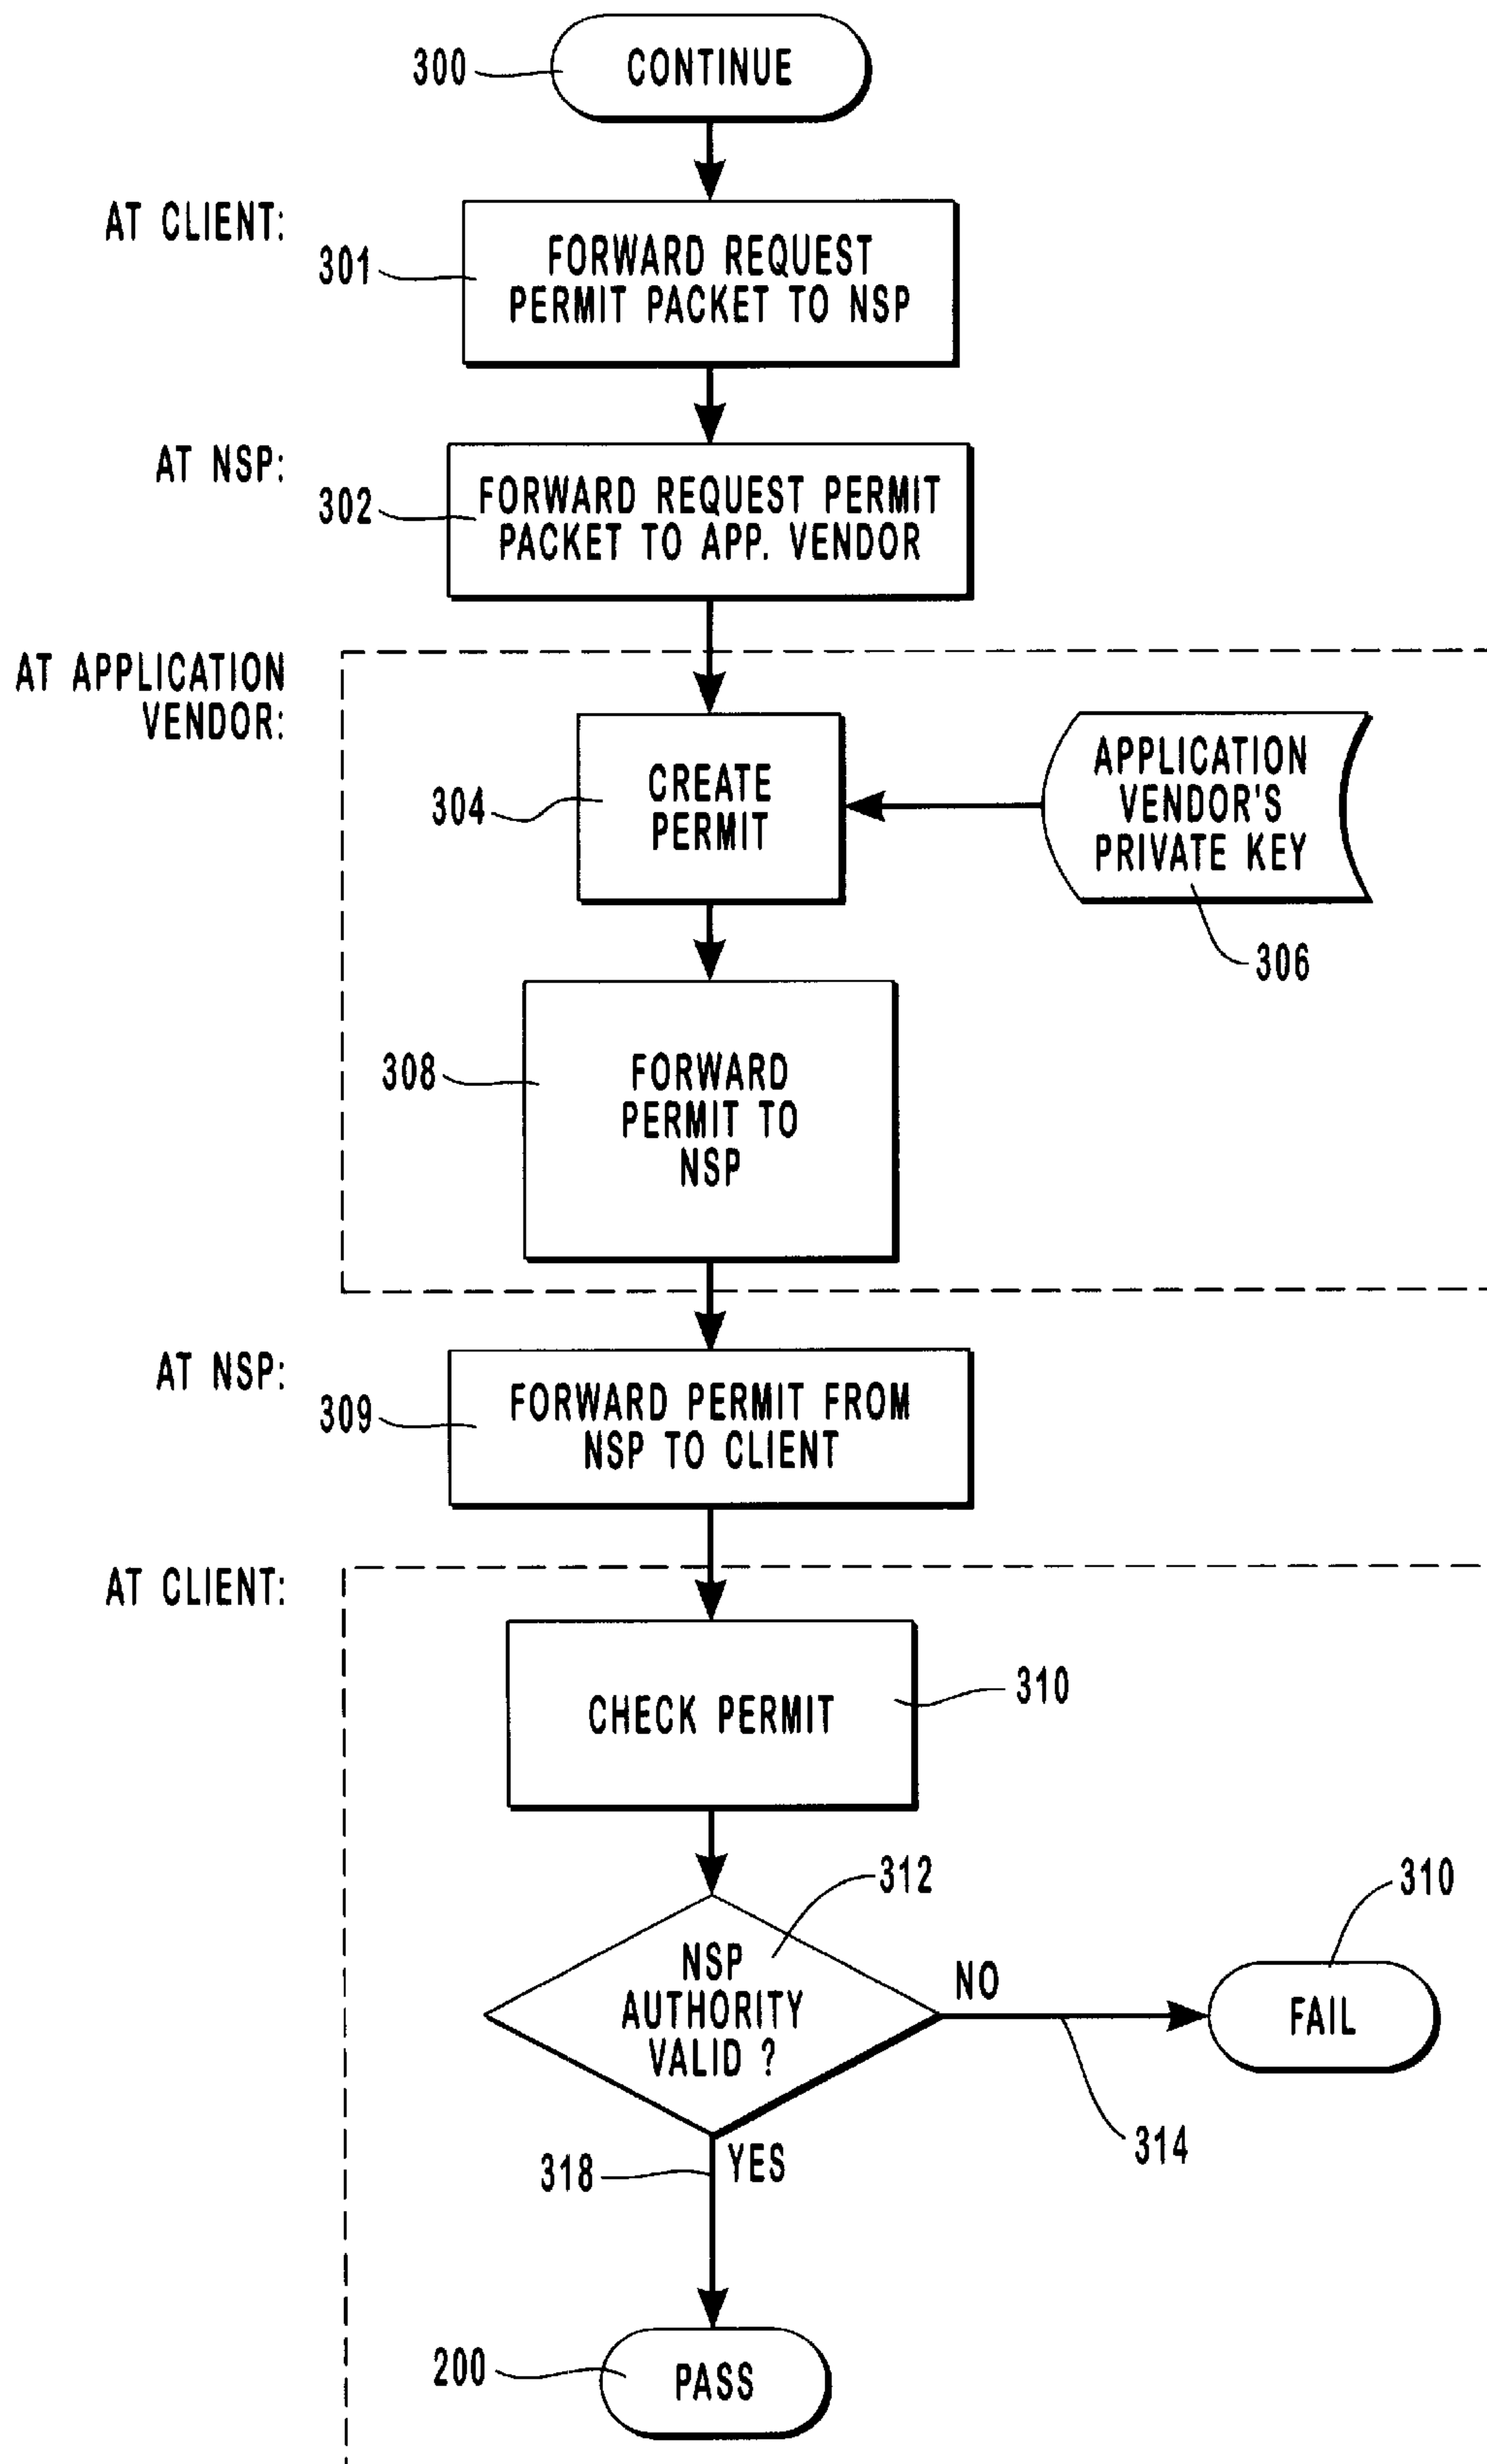 300
CONTINUE
AT CLIENT:
301
FORWARD REQUEST
PERMIT PACKET TO NSP
AT NSP:
302
FORWARD REQUEST PERMIT
PACKET TO APP. VENDOR
AT APPLICATION
VENDOR:
304
CREATE
PERMIT
APPLICATION
VENDOR'S
PRIVATE KEY
306
308
FORWARD
PERMIT TO
NSP
AT NSP:
309
FORWARD PERMIT FROM
NSP TO CLIENT
AT CLIENT:
CHECK PERMIT
310
312
NSP
AUTHORITY
VALID ?
NO
310
FAIL
314
318
YES
200
PASS